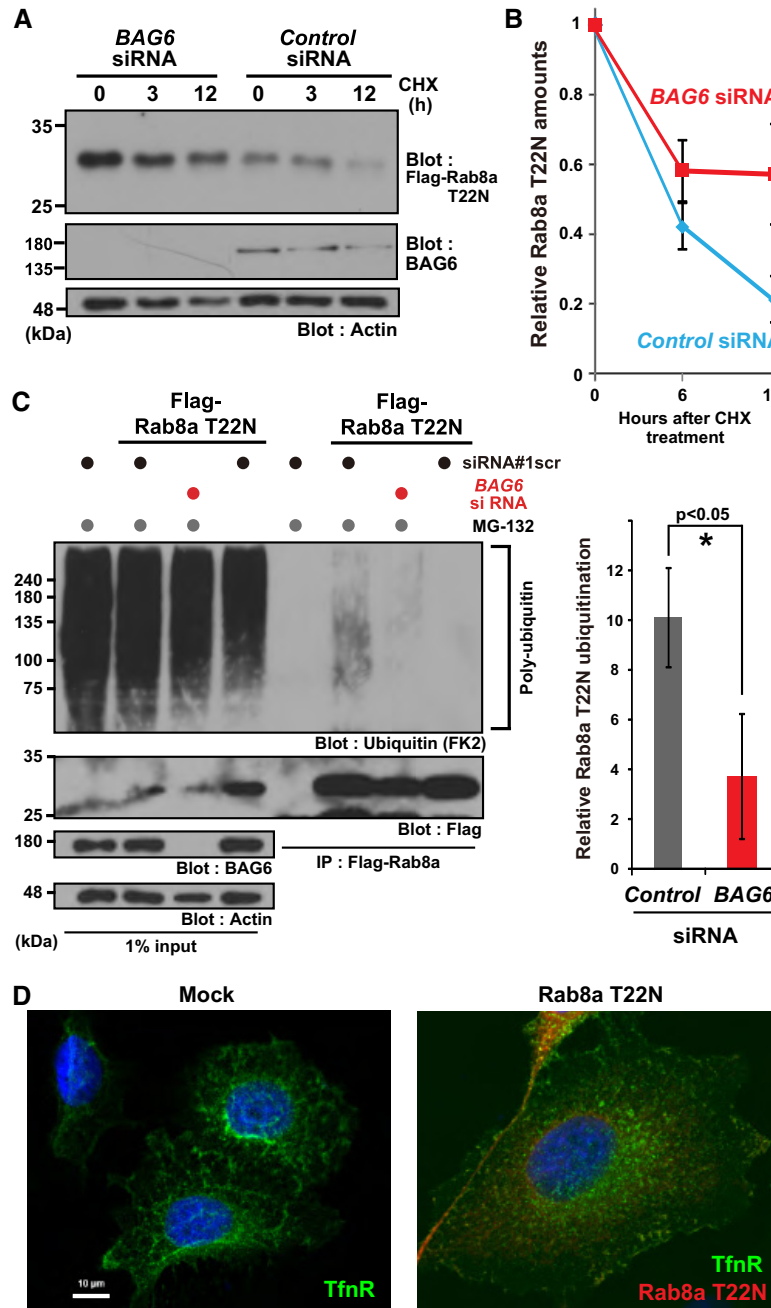 A
BAG6 siRNA
Control siRNA
0 3 12 0 3 12 CHX (h)
35
25
Blot : Flag-Rab8a T22N
180
135
Blot : BAG6
48
(kDa)
Blot : Actin
B
Relative Rab8a T22N amounts
1
0.8
0.6
0.4
0.2
0
BAG6 siRNA
Control siRNA
0 6
Hours after CHX treatment
C
Flag-Rab8a T22N
Flag-Rab8a T22N
siRNA#1scr
BAG6 si RNA
MG-132
240
180
135
100
75
Poly-ubiquitin
Blot : Ubiquitin (FK2)
35
25
Blot : Flag
180
Blot : BAG6
IP : Flag-Rab8a
48
Blot : Actin
(kDa)
1% input
Relative Rab8a T22N ubiquitination
p<0.05
*
14
12
10
8
6
4
2
0
Control BAG6
siRNA
D
Mock
Rab8a T22N
10 µm
TfnR
TfnR
Rab8a T22N